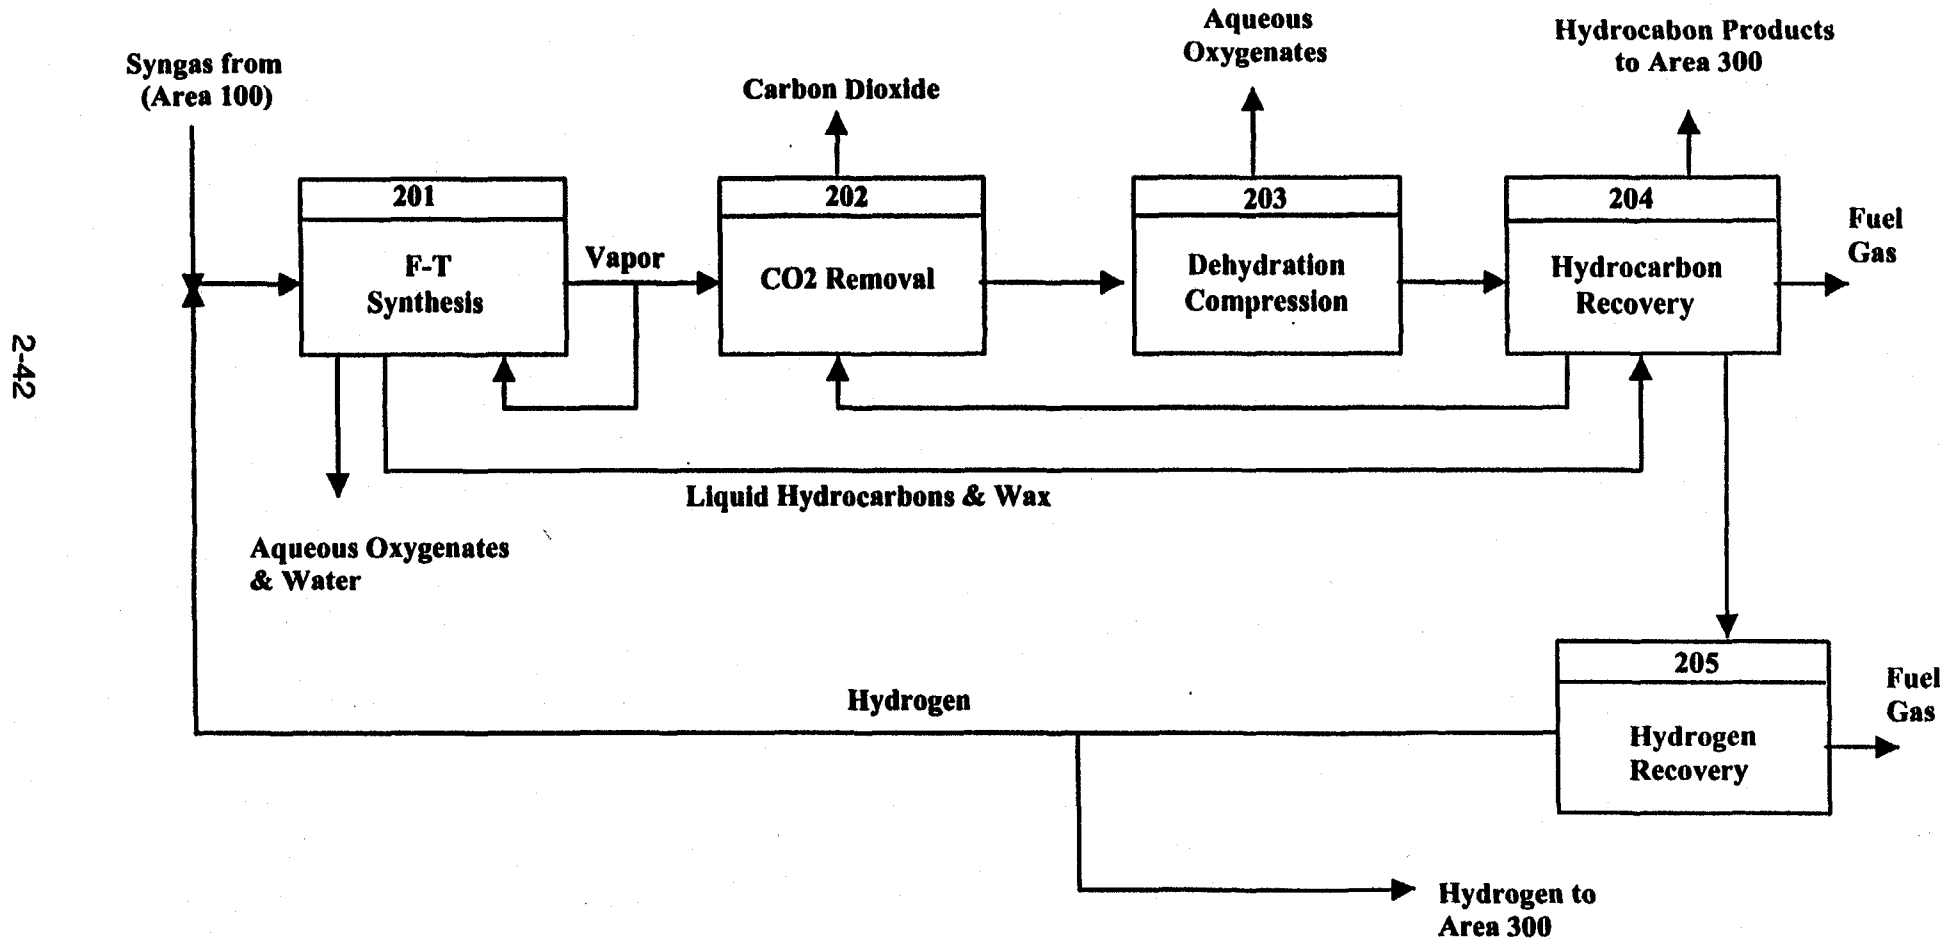 Syngas from
(Area 100)
Carbon Dioxide
Aqueous
Oxygenates
Hydrocabon Products
to Area 300
201
F-T
Synthesis
Vapor
202
CO2 Removal
203
Dehydration
Compression
204
Hydrocarbon
Recovery
Fuel
Gas
Liquid Hydrocarbons & Wax
Aqueous Oxygenates
& Water
205
Hydrogen
Recovery
Fuel
Gas
Hydrogen
Hydrogen to
Area 300
2-42